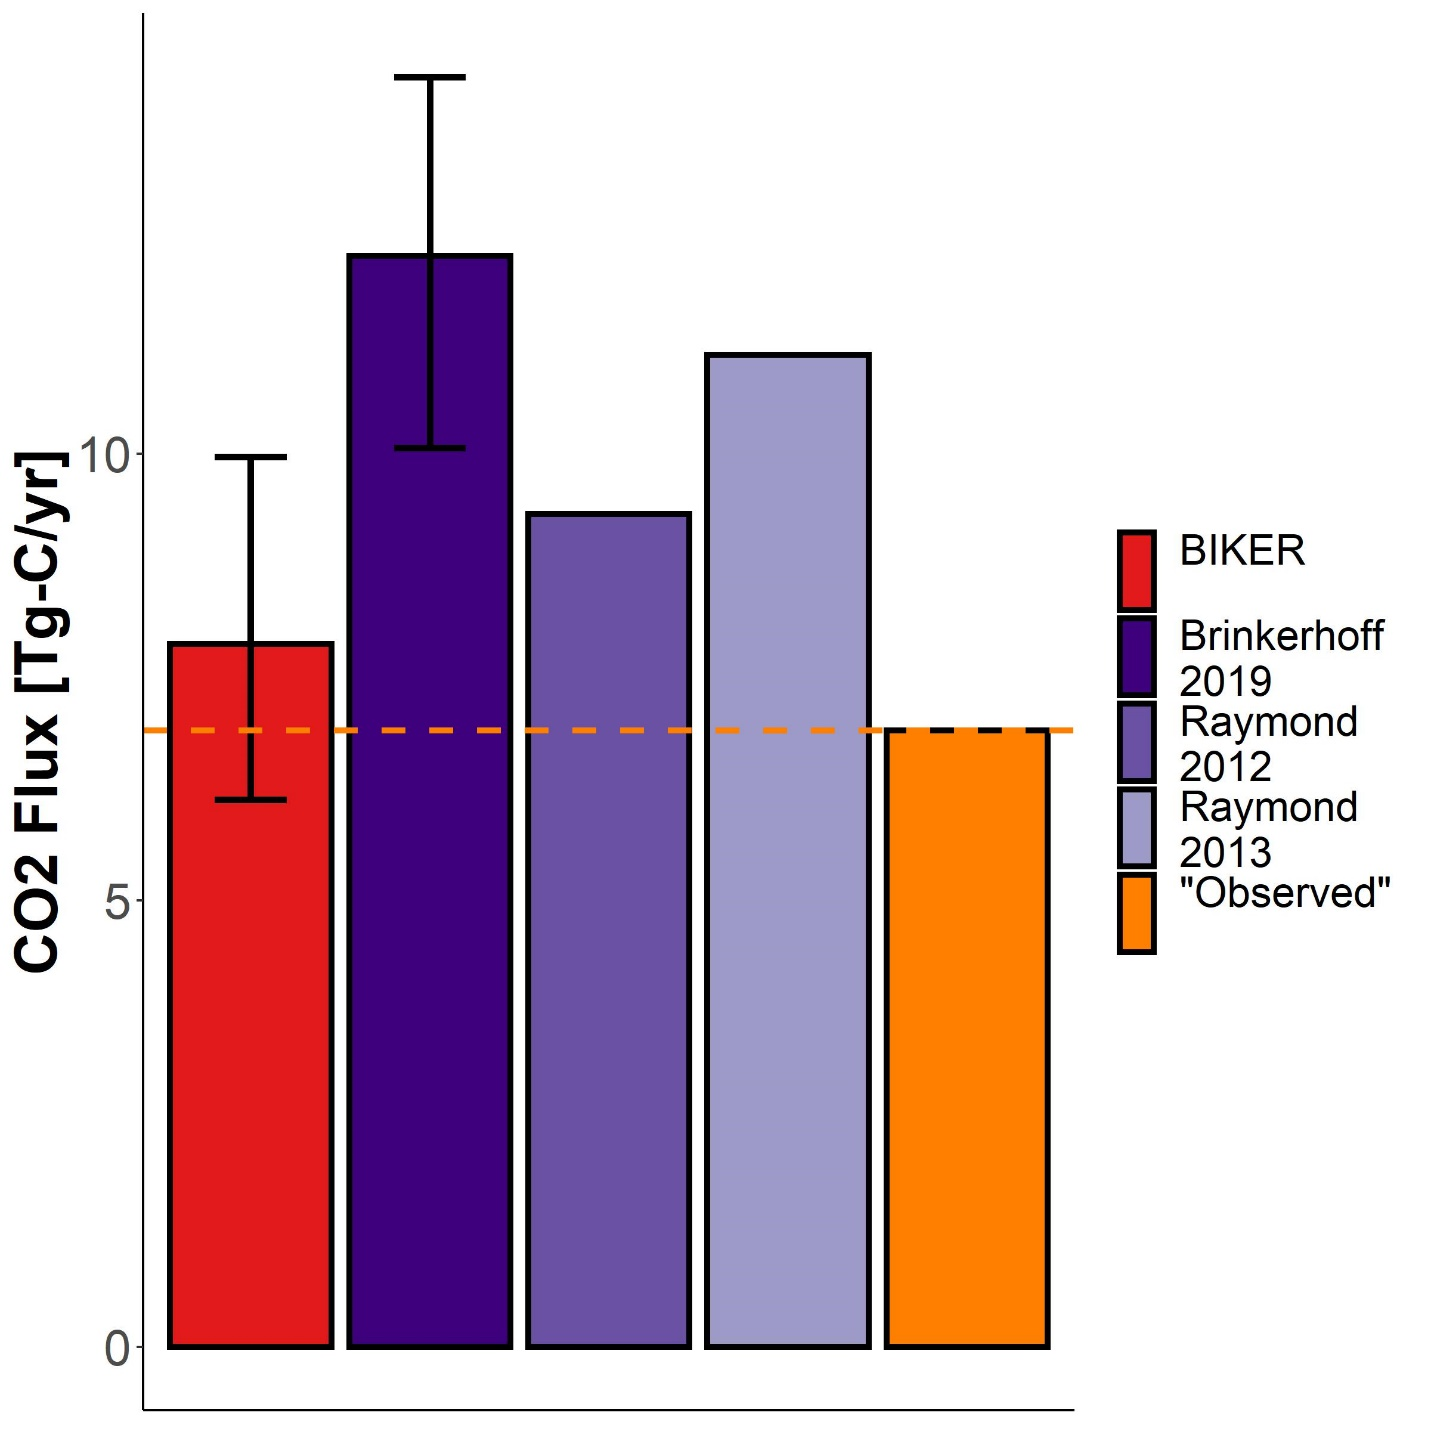 CO2 Flux [Tg-C/yr]
10
5
0
BIKER
Brinkerhoff
2019
Raymond
2012
Raymond
2013
"Observed"